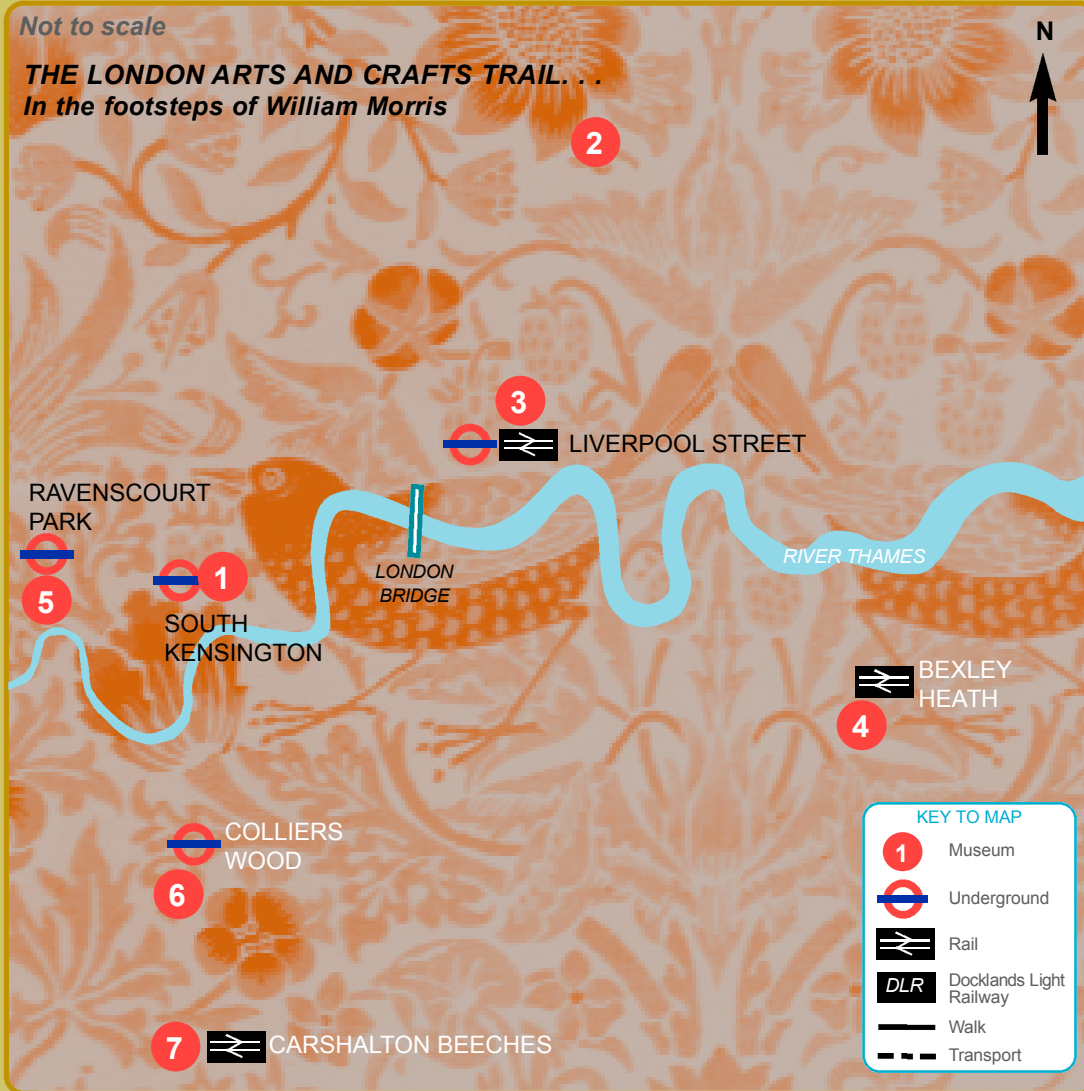 Not to scale
N
THE LONDON ARTS AND CRAFTS TRAIL. . .
In the footsteps of William Morris
2
3
LIVERPOOL STREET
RAVENSCOURT
PARK
5
1
SOUTH
KENSINGTON
LONDON
BRIDGE
RIVER THAMES
BEXLEY
HEATH
4
COLLIERS
WOOD
6
7
CARSHALTON BEECHES
KEY TO MAP
1 Museum
Underground
Rail
DLR Docklands Light
Railway
Walk
Transport